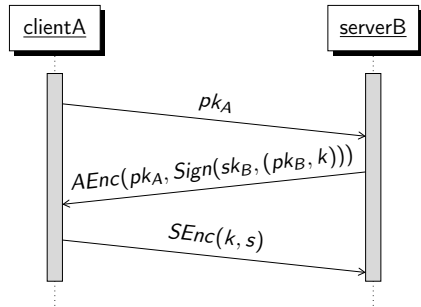 clientA
serverB
pk_A
AEnc(pk_A, Sign(sk_B, (pk_B, k)))
SEnc(k, s)